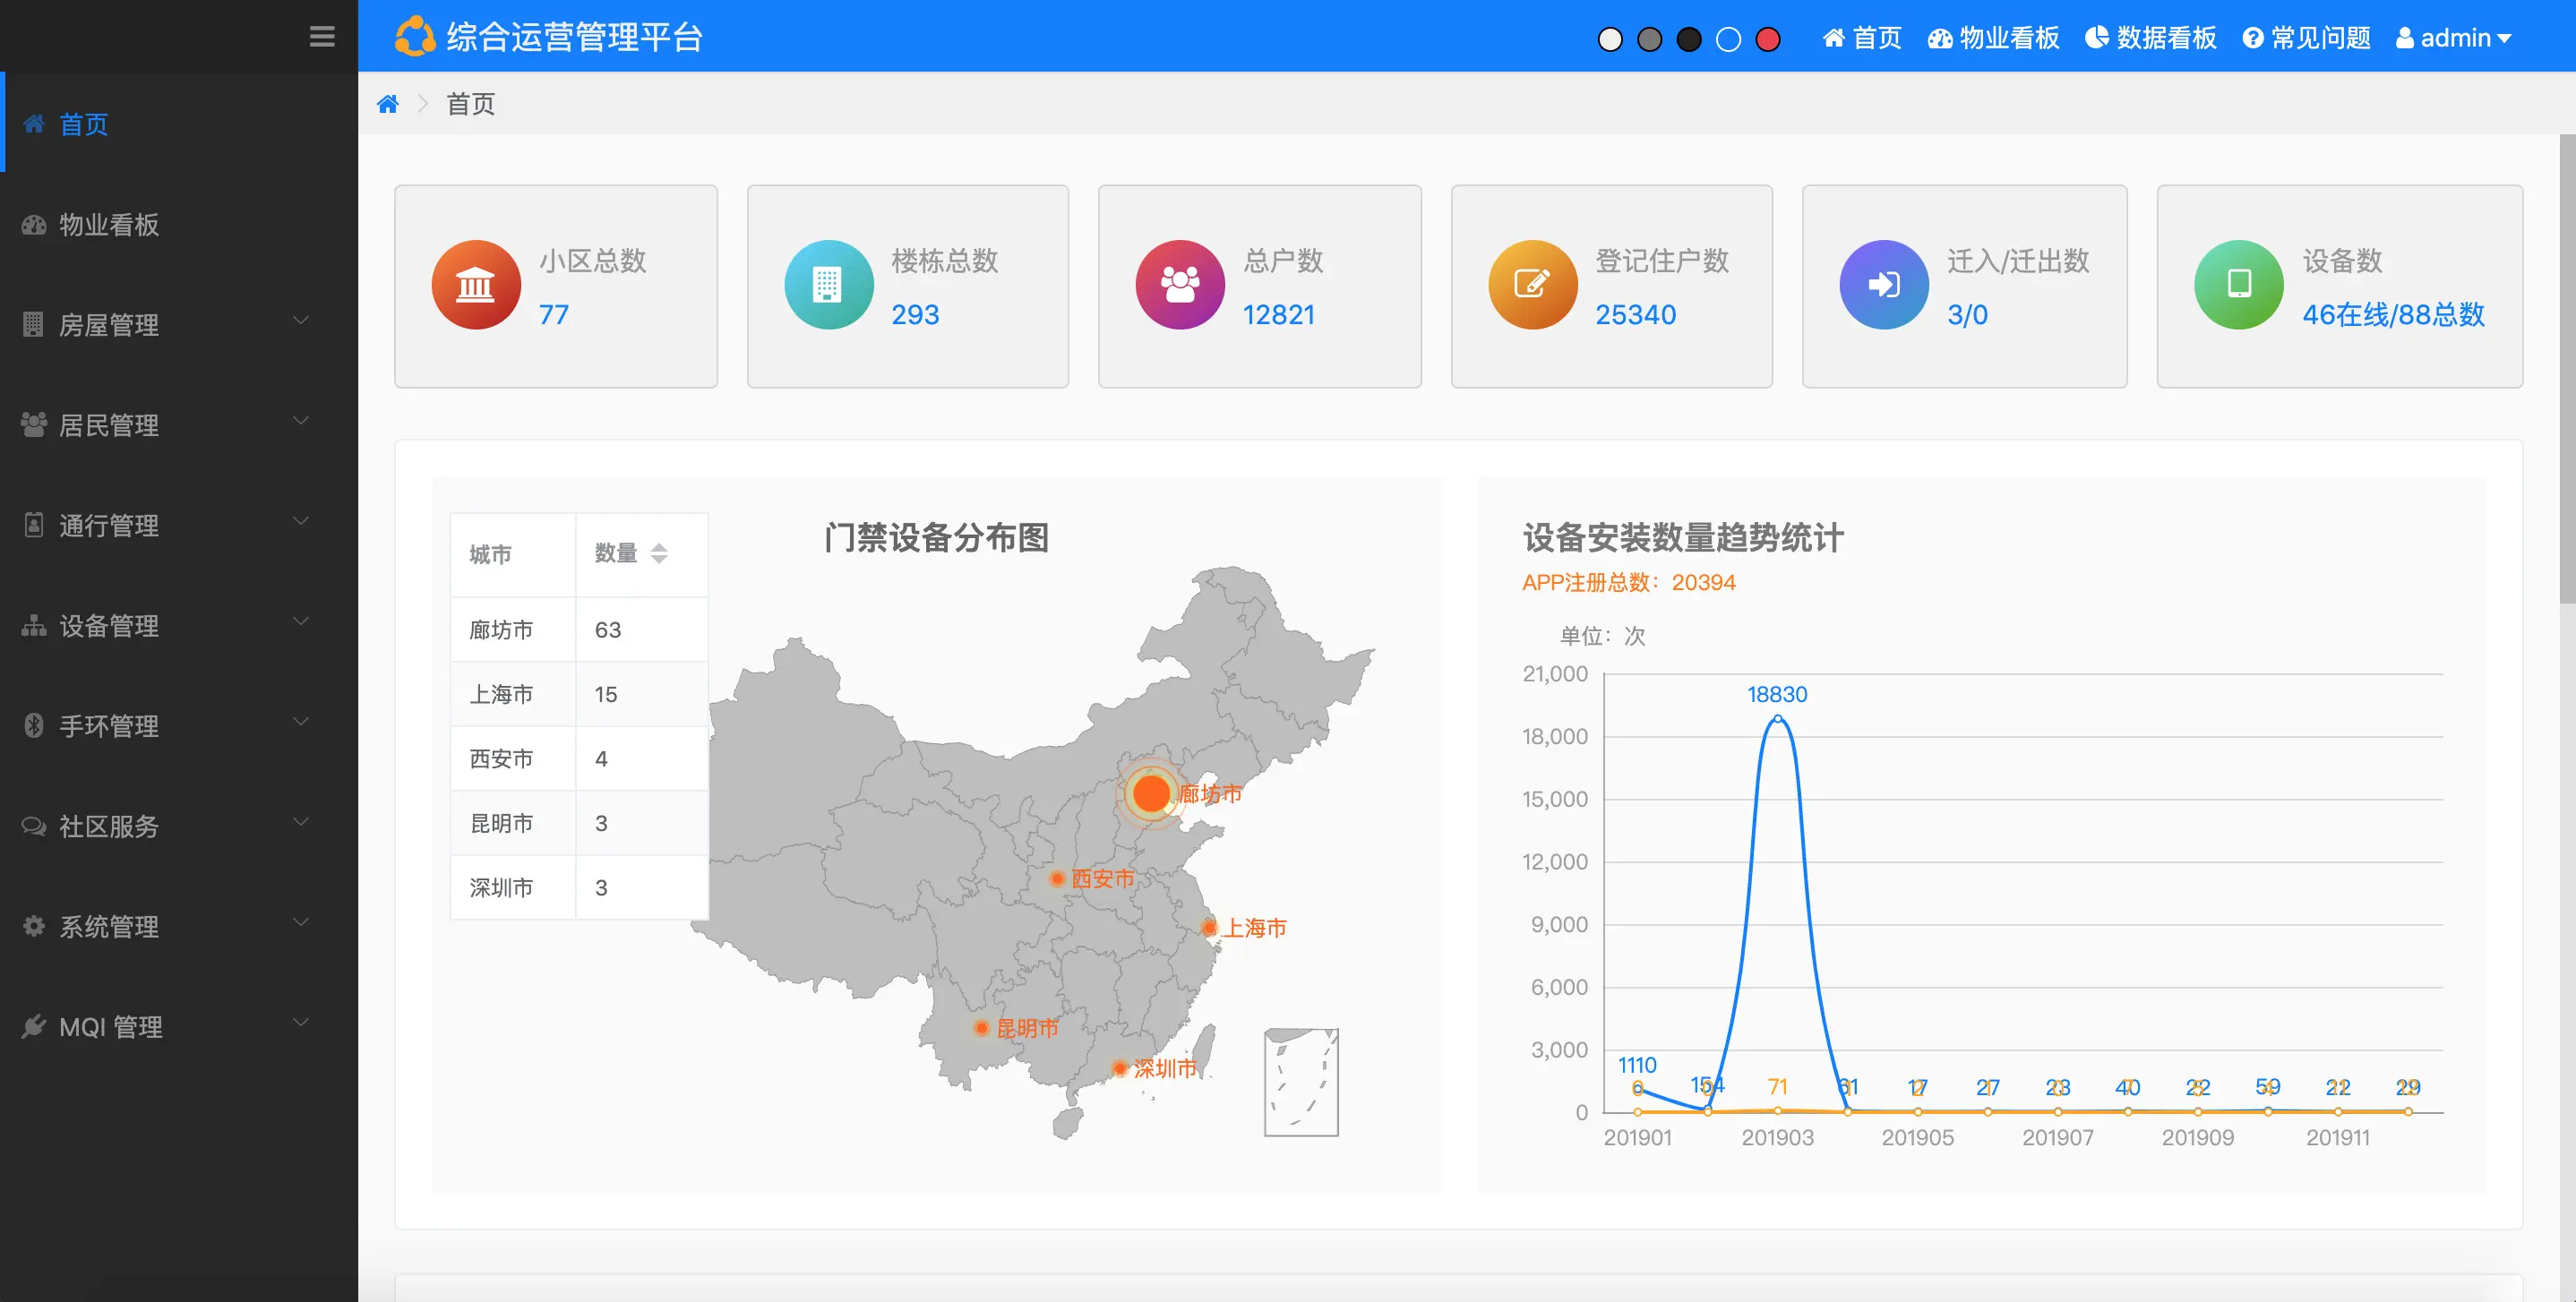 综合运营管理平台
首页 物业看板 数据看板 常见问题 admin
首页
首页
物业看板
房屋管理
居民管理
通行管理
设备管理
手环管理
社区服务
系统管理
MQI 管理
小区总数
77
楼栋总数
293
总户数
12821
登记住户数
25340
迁入/迁出数
3/0
设备数
46在线/88总数
门禁设备分布图
城市 数量
廊坊市 63
上海市 15
西安市 4
昆明市 3
深圳市 3
廊坊市
西安市
上海市
昆明市
深圳市
设备安装数量趋势统计
APP注册总数：20394
单位：次
21,000
18,000
15,000
12,000
9,000
6,000
3,000
0
18830
1110
154 71 61 17 27 23 40 22 59 22 29
201901 201903 201905 201907 201909 201911